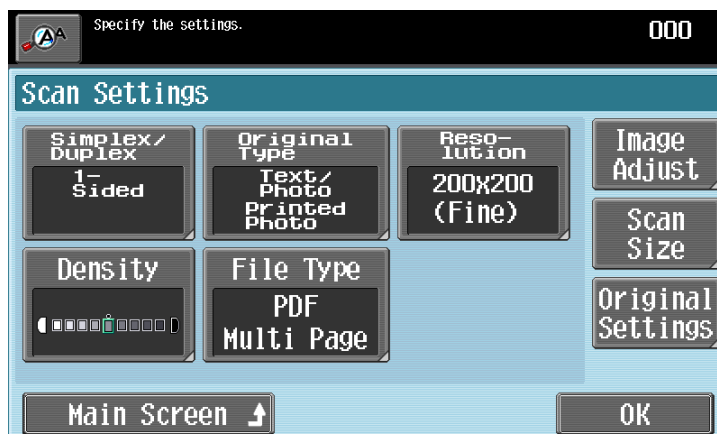 Specify the settings.
000
Scan Settings
Simplex/
Duplex
1-
Sided
Original
Type
Text/
Photo
Printed
Photo
Reso-
lution
200X200
(Fine)
Image
Adjust
Scan
Size
Density
File Type
PDF
Multi Page
Original
Settings
Main Screen
OK